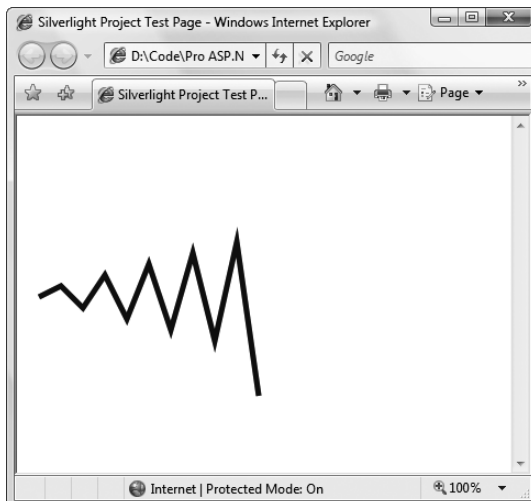 Silverlight Project Test Page - Windows Internet Explorer
D:\Code\Pro ASP.N
Google
Silverlight Project Test P...
Page
»
Internet | Protected Mode: On
100%